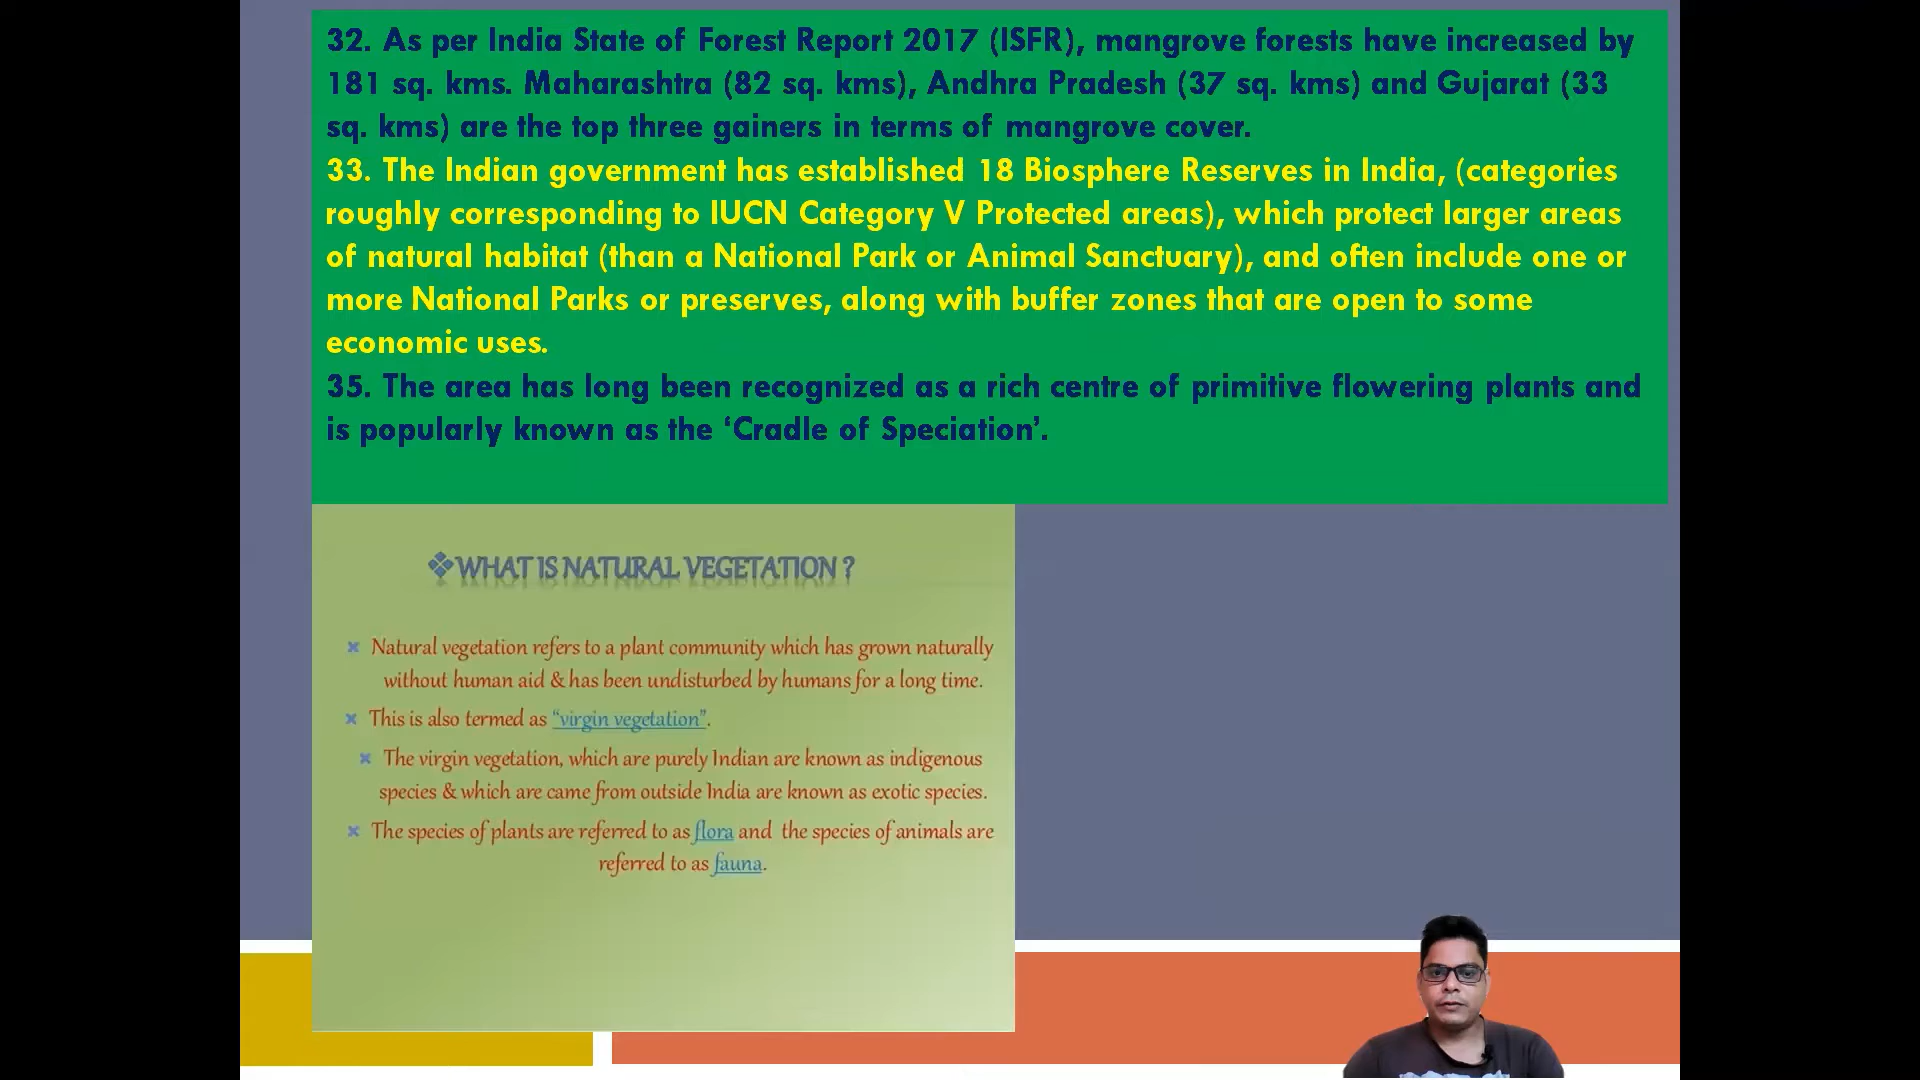 32. As per India State of Forest Report 2017 (ISFR), mangrove forests have increased by
181 sq. kms. Maharashtra (82 sq. kms), Andhra Pradesh (37 sq. kms) and Gujarat (33
sq. kms) are the top three gainers in terms of mangrove cover.
33. The Indian government has established 18 Biosphere Reserves in India, (categories
roughly corresponding to IUCN Category V Protected areas), which protect larger areas
of natural habitat (than a National Park or Animal Sanctuary), and often include one or
more National Parks or preserves, along with buffer zones that are open to some
economic uses.
35. The area has long been recognized as a rich centre of primitive flowering plants and
is popularly known as the ‘Cradle of Speciation’.
WHAT IS NATURAL VEGETATION ?
Natural vegetation refers to a plant community which has grown naturally
without human aid & has been undisturbed by humans for a long time.
This is also termed as “virgin vegetation”.
The virgin vegetation, which are purely Indian are known as indigenous
species & which are came from outside India are known as exotic species.
The species of plants are referred to as flora and the species of animals are
referred to as fauna.